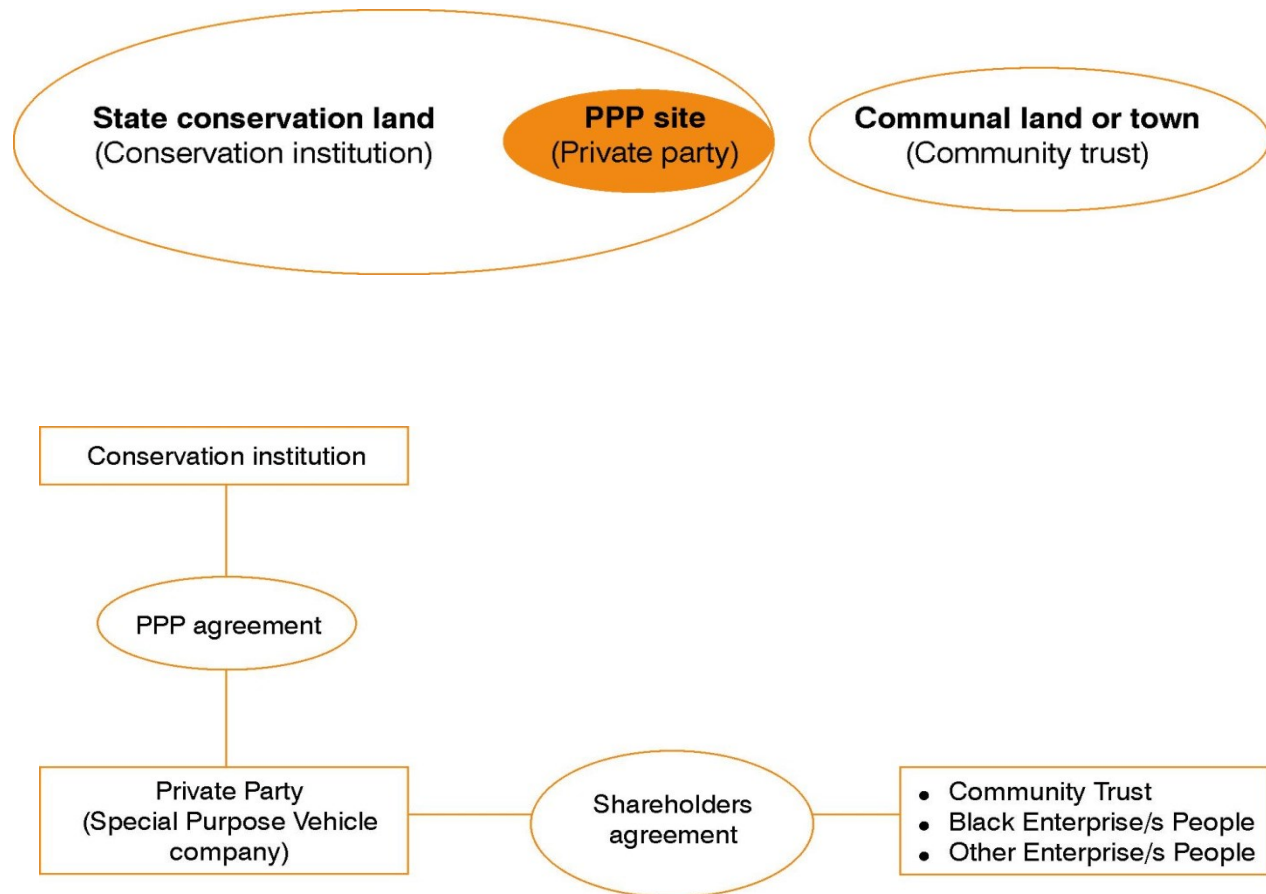 State conservation land
(Conservation institution)
PPP site
(Private party)
Communal land or town
(Community trust)
Conservation institution
PPP agreement
Private Party
(Special Purpose Vehicle
company)
Shareholders
agreement
• Community Trust
• Black Enterprise/s People
• Other Enterprise/s People